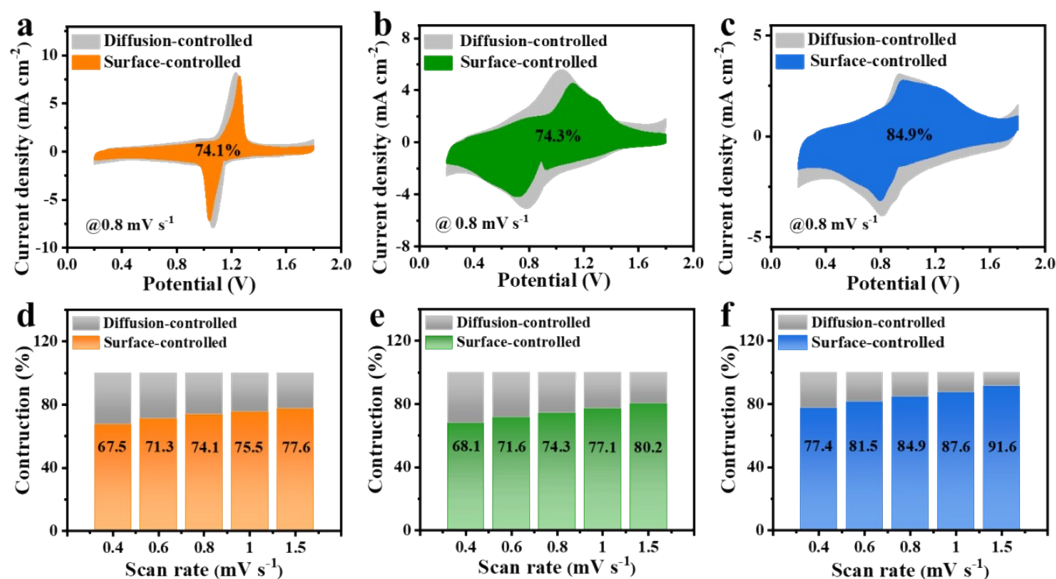 a
Diffusion-controlled
Surface-controlled
74.1%
@0.8 mV s⁻¹
10
5
0
-5
-10
Current density (mA cm⁻²)
0.0 0.4 0.8 1.2 1.6 2.0
Potential (V)
b
Diffusion-controlled
Surface-controlled
74.3%
@ 0.8 mV s⁻¹
8
4
0
-4
-8
Current density (mA cm⁻²)
0.0 0.4 0.8 1.2 1.6 2.0
Potential (V)
c
Diffusion-controlled
Surface-controlled
84.9%
@0.8 mV s⁻¹
5
0
-5
Current density (mA cm⁻²)
0.0 0.4 0.8 1.2 1.6 2.0
Potential (V)
d
Diffusion-controlled
Surface-controlled
120
80
40
0
Contruction (%)
67.5 71.3 74.1 75.5 77.6
0.4 0.6 0.8 1 1.5
Scan rate (mV s⁻¹)
e
Diffusion-controlled
Surface-controlled
120
80
40
0
Contruction (%)
68.1 71.6 74.3 77.1 80.2
0.4 0.6 0.8 1 1.5
Scan rate (mV s⁻¹)
f
Diffusion-controlled
Surface-controlled
120
80
40
0
Contruction (%)
77.4 81.5 84.9 87.6 91.6
0.4 0.6 0.8 1 1.5
Scan rate (mV s⁻¹)